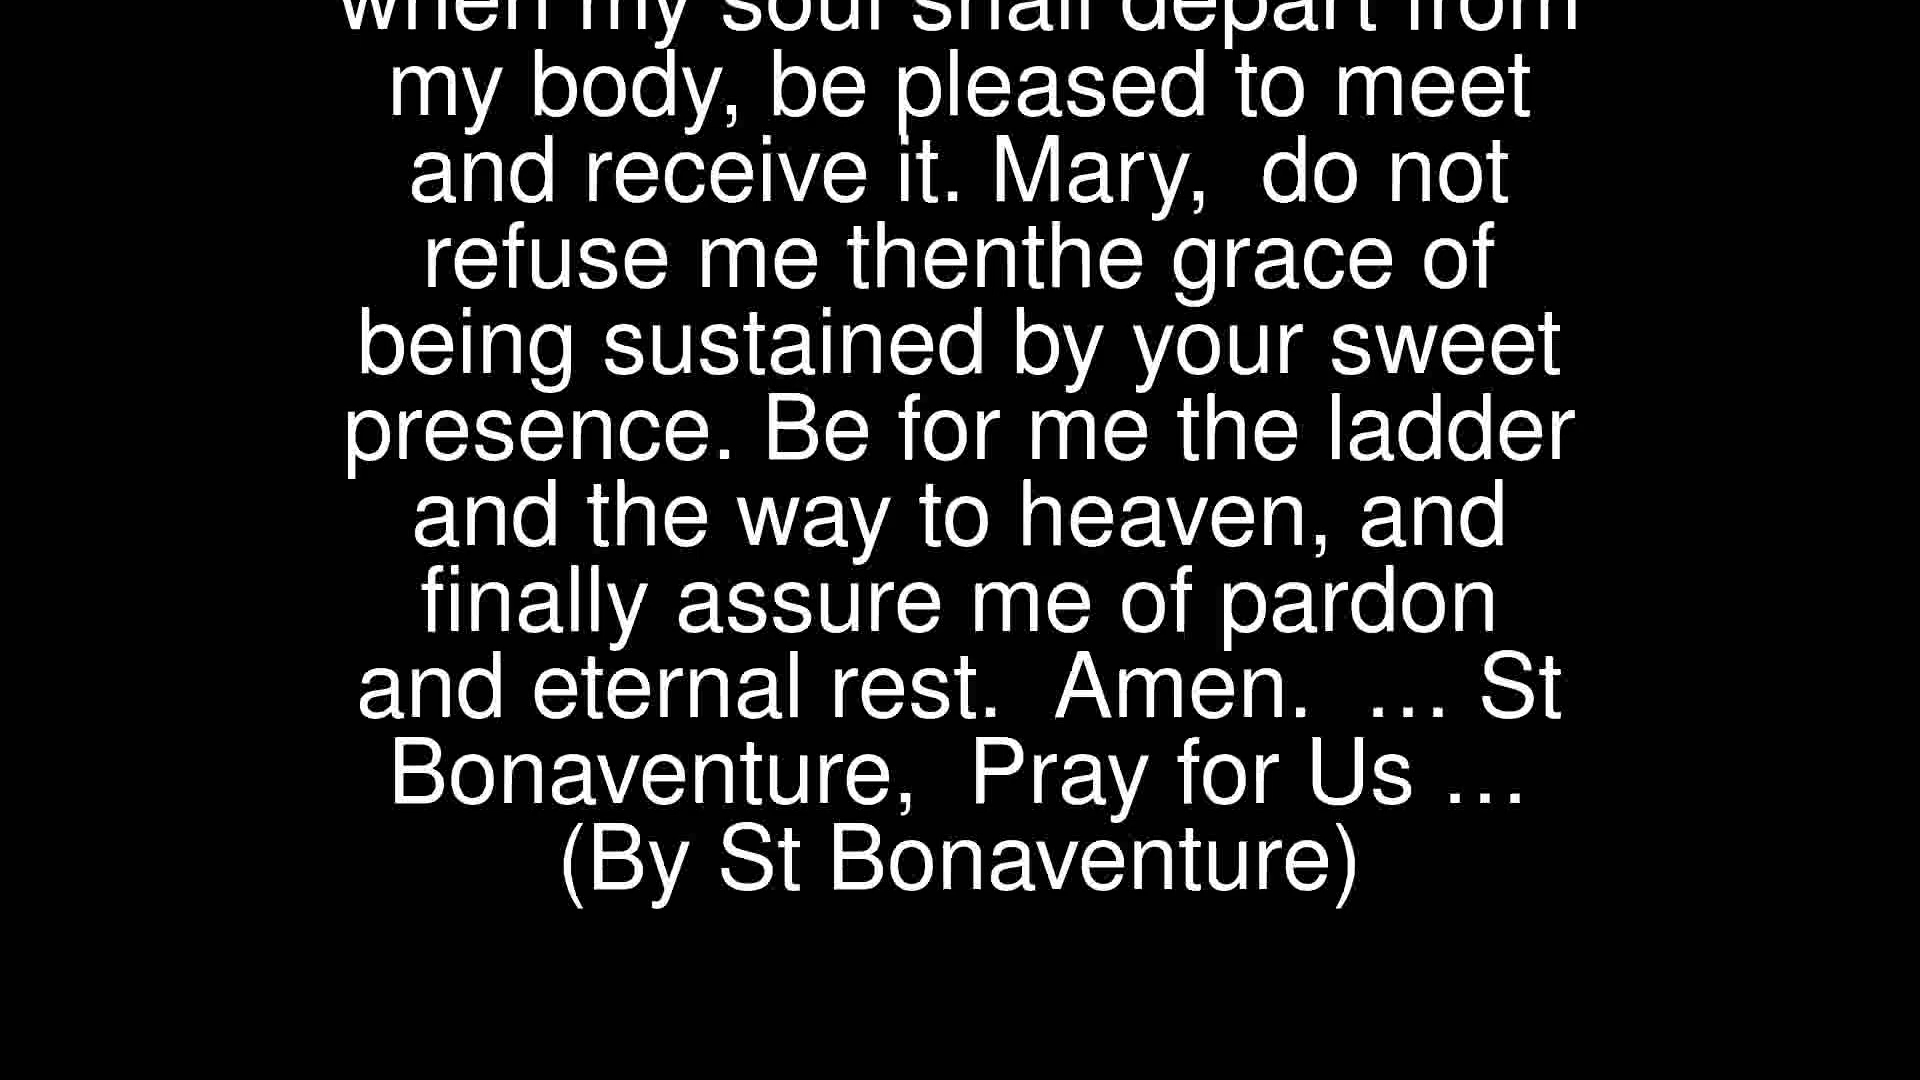 when my soul shall depart from
my body, be pleased to meet
and receive it. Mary,  do not
refuse me thenthe grace of
being sustained by your sweet
presence. Be for me the ladder
and the way to heaven, and
finally assure me of pardon
and eternal rest.  Amen.  … St
Bonaventure,  Pray for Us …
(By St Bonaventure)